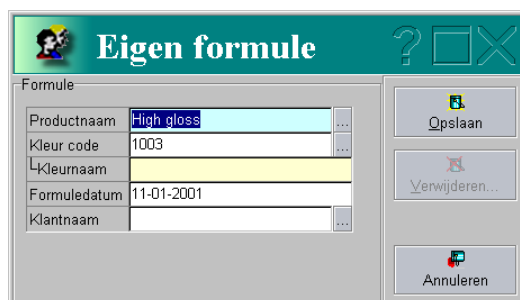 Eigen formule
Formule
Productnaam High gloss ...
Kleur code 1003 ...
Kleurnaam
Formuledatum 11-01-2001
Klantnaam ...
Opslaan
Verwijderen...
Annuleren